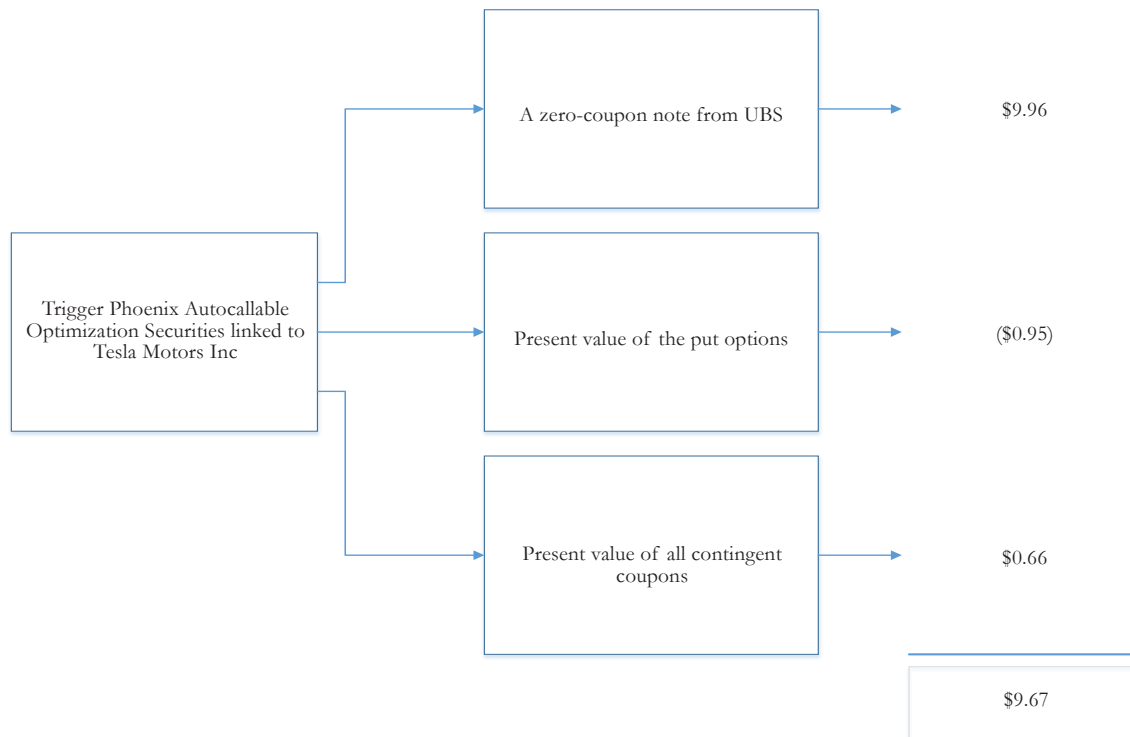 A zero-coupon note from UBS
$9.96
Trigger Phoenix Autocallable
Optimization Securities linked to
Tesla Motors Inc
Present value of the put options
($0.95)
Present value of all contingent
coupons
$0.66
$9.67